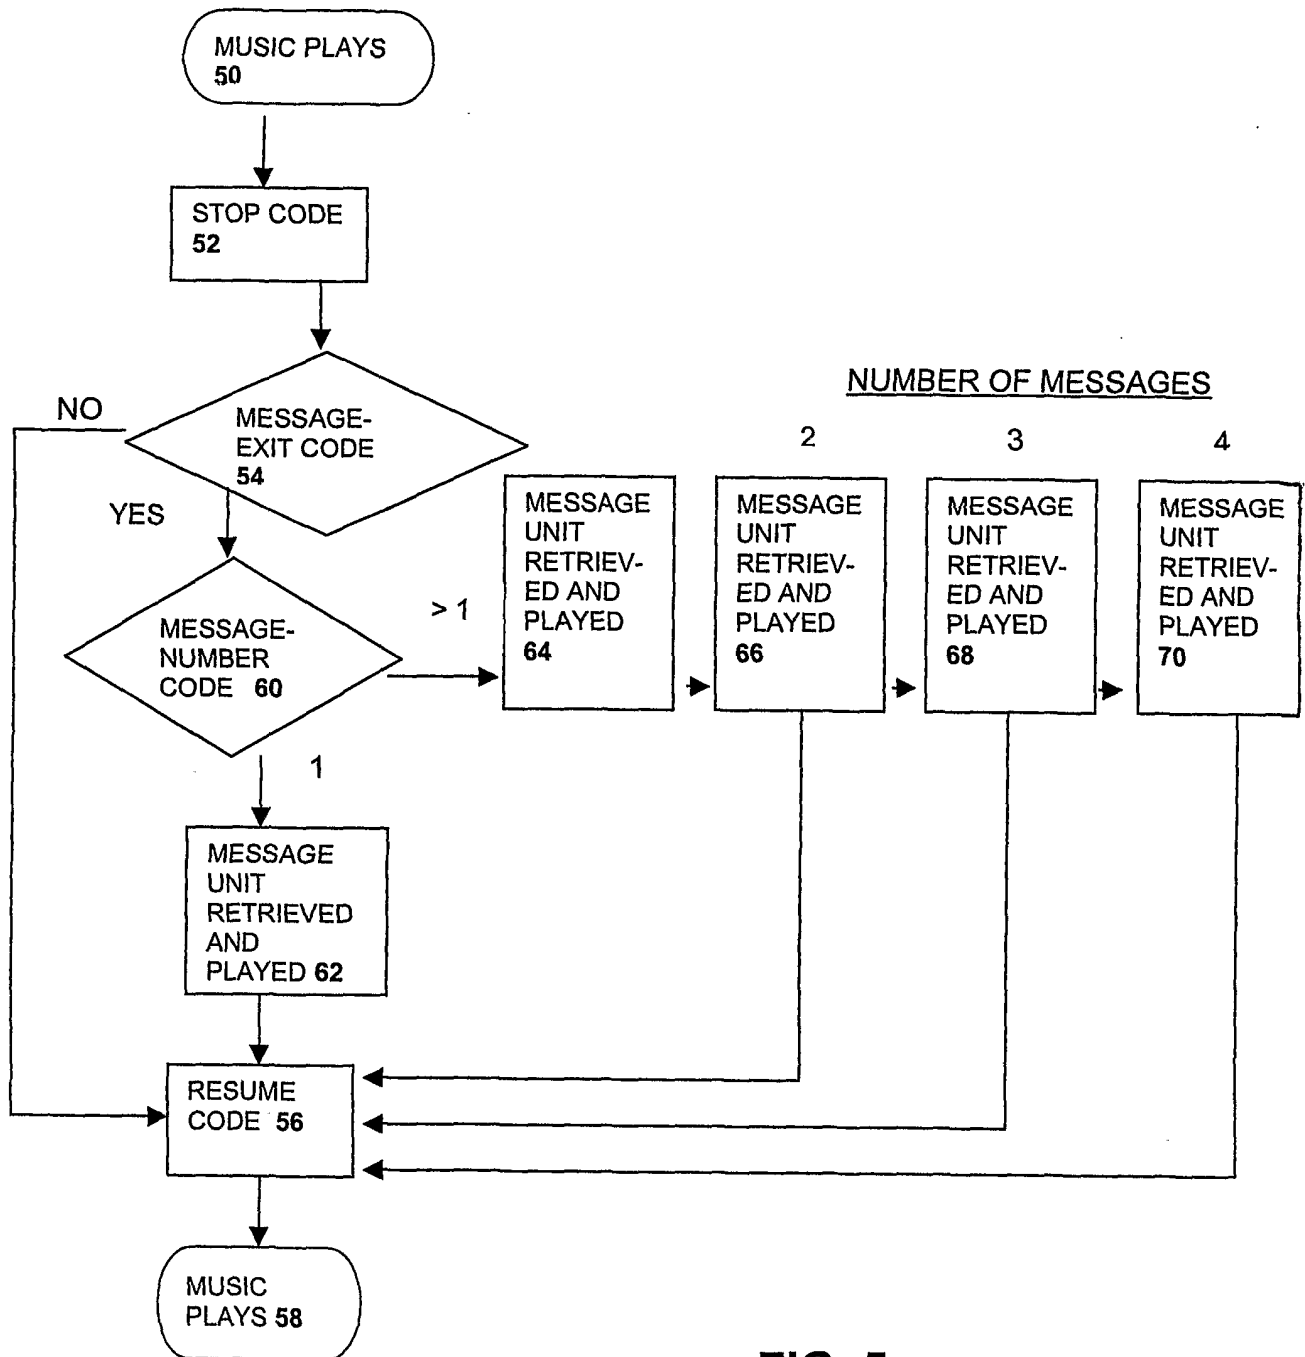 MUSIC PLAYS
50
STOP CODE
52
NO
MESSAGE-
EXIT CODE
54
YES
NUMBER OF MESSAGES
2
3
4
MESSAGE-
NUMBER
CODE 60
> 1
1
MESSAGE
UNIT
RETRIEV-
ED AND
PLAYED
64
MESSAGE
UNIT
RETRIEV-
ED AND
PLAYED
66
MESSAGE
UNIT
RETRIEV-
ED AND
PLAYED
68
MESSAGE
UNIT
RETRIEV-
ED AND
PLAYED
70
MESSAGE
UNIT
RETRIEVED
AND
PLAYED 62
RESUME
CODE 56
MUSIC
PLAYS 58